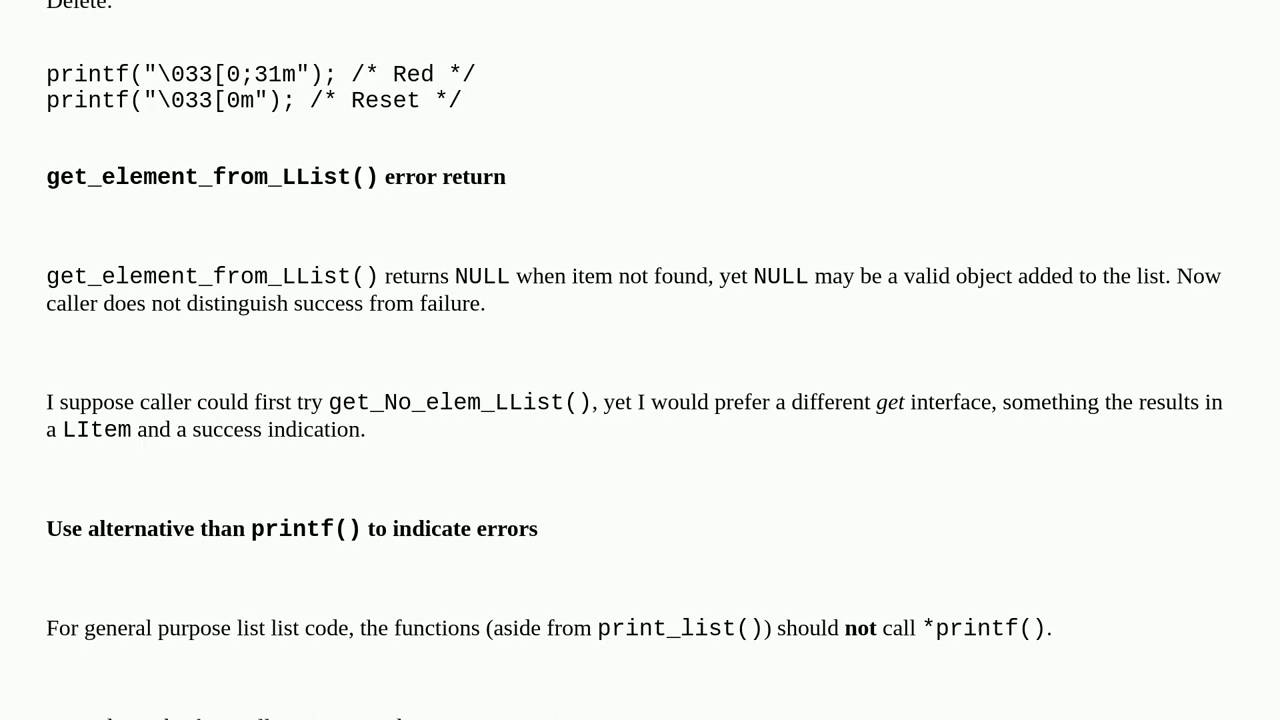 Delete.
printf("\033[0;31m"); /* Red */
printf("\033[0m"); /* Reset */
get_element_from_LList() error return
get_element_from_LList() returns NULL when item not found, yet NULL may be a valid object added to the list. Now
caller does not distinguish success from failure.
I suppose caller could first try get_No_elem_LList(), yet I would prefer a different get interface, something the results in
a LItem and a success indication.
Use alternative than printf() to indicate errors
For general purpose list list code, the functions (aside from print_list()) should not call *printf().